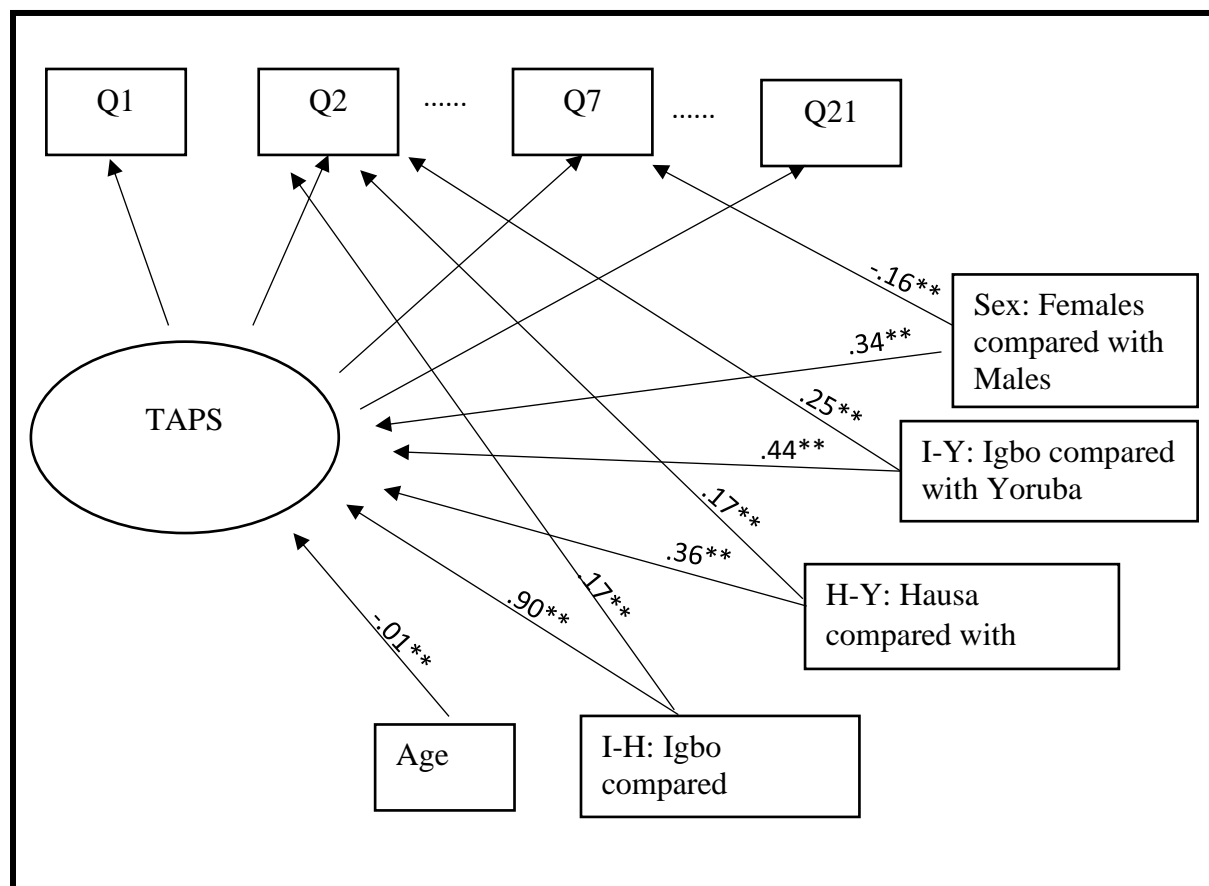 Q1
Q2
......
Q7
......
Q21
-.16**
Sex: Females
compared with
Males
.34**
TAPS
.25**
.44**
I-Y: Igbo compared
with Yoruba
.17**
.36**
H-Y: Hausa
compared with
.17**
.90**
-.01**
Age
I-H: Igbo
compared